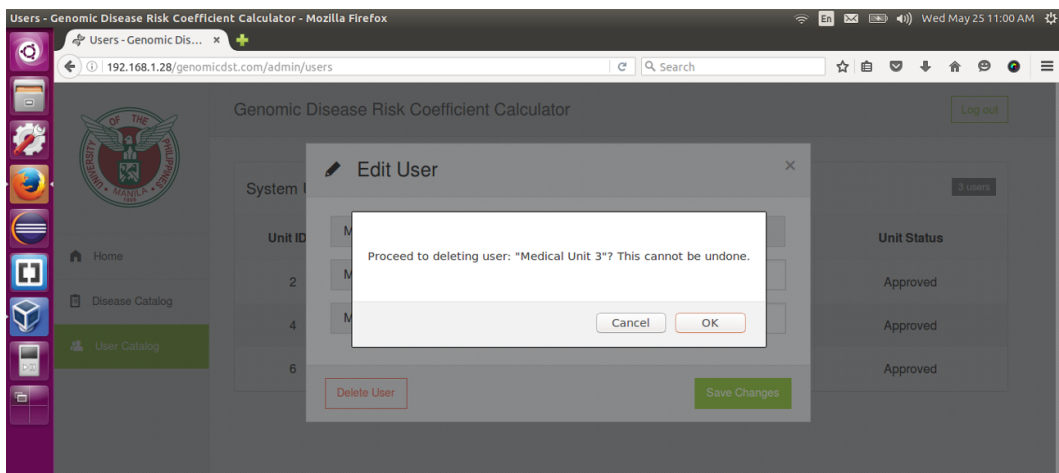 Users - Genomic Disease Risk Coefficient Calculator - Mozilla Firefox
En
Wed May 25 11:00 AM
Users - Genomic Dis...
192.168.1.28/genomicdst.com/admin/users
Search
UNIVERSITY OF THE PHILIPPINES
MANILA
Genomic Disease Risk Coefficient Calculator
Log out
Edit User
System
3 users
Unit ID
Unit Status
M
Proceed to deleting user: "Medical Unit 3"? This cannot be undone.
Home
2
M
Approved
Disease Catalog
4
M
Cancel
OK
Approved
User Catalog
6
Approved
Delete User
Save Changes